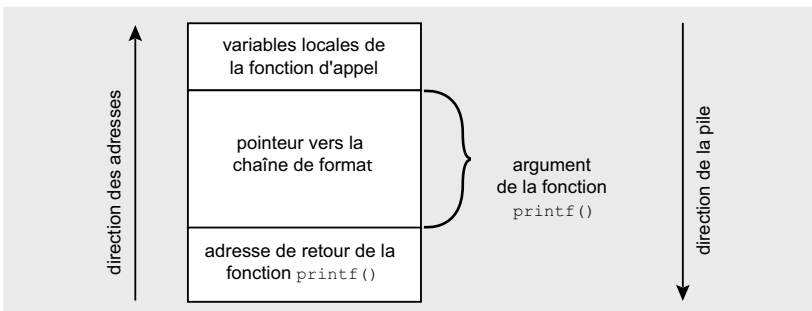 direction des adresses
variables locales de
la fonction d'appel
pointeur vers la
chaîne de format
adresse de retour de la
fonction printf()
argument
de la fonction
printf()
direction de la pile